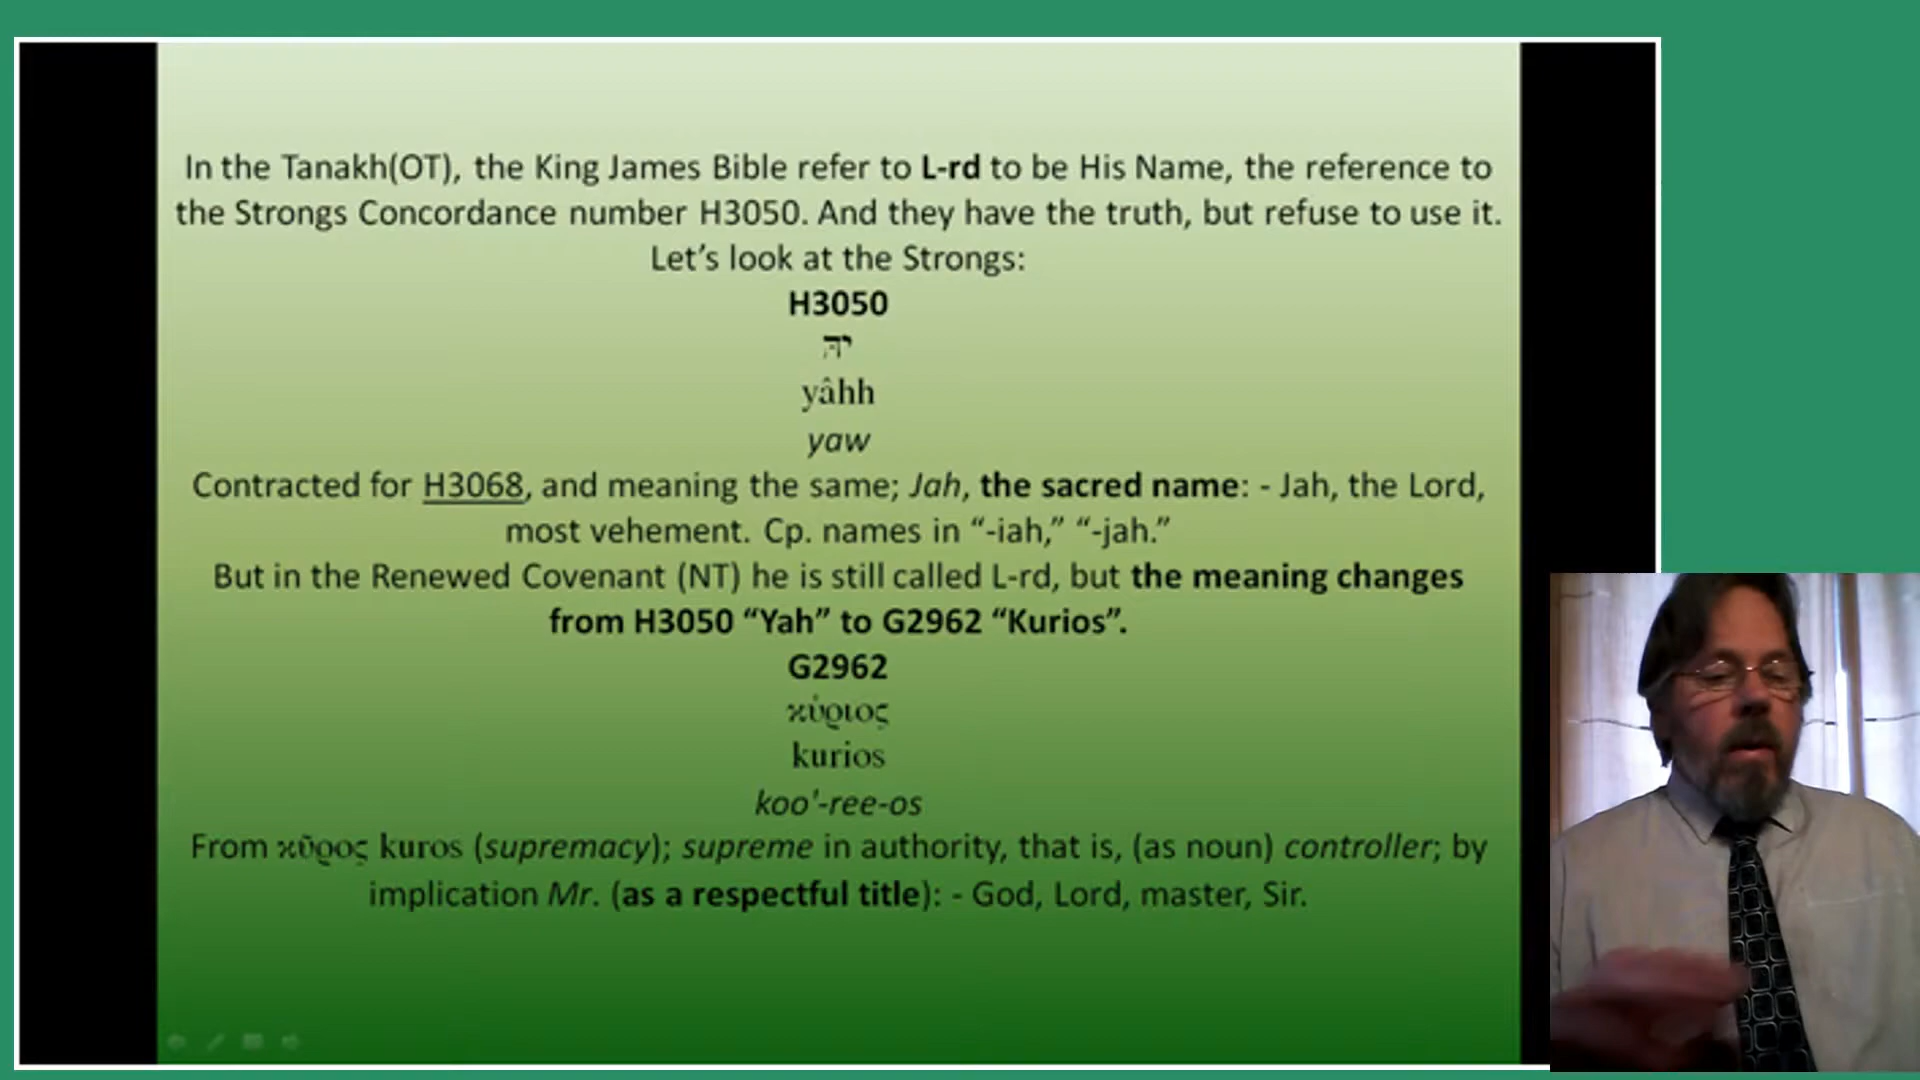 In the Tanakh(OT), the King James Bible refer to L-rd to be His Name, the reference to
the Strongs Concordance number H3050. And they have the truth, but refuse to use it.
Let’s look at the Strongs:
H3050
יהּ
yâhh
yaw
Contracted for H3068, and meaning the same; Jah, the sacred name: - Jah, the Lord,
most vehement. Cp. names in “-iah,” “-jah.”
But in the Renewed Covenant (NT) he is still called L-rd, but the meaning changes
from H3050 “Yah” to G2962 “Kurios”.
G2962
κύριος
kurios
koo'-ree-os
From κῦρος kuros (supremacy); supreme in authority, that is, (as noun) controller; by
implication Mr. (as a respectful title): - God, Lord, master, Sir.